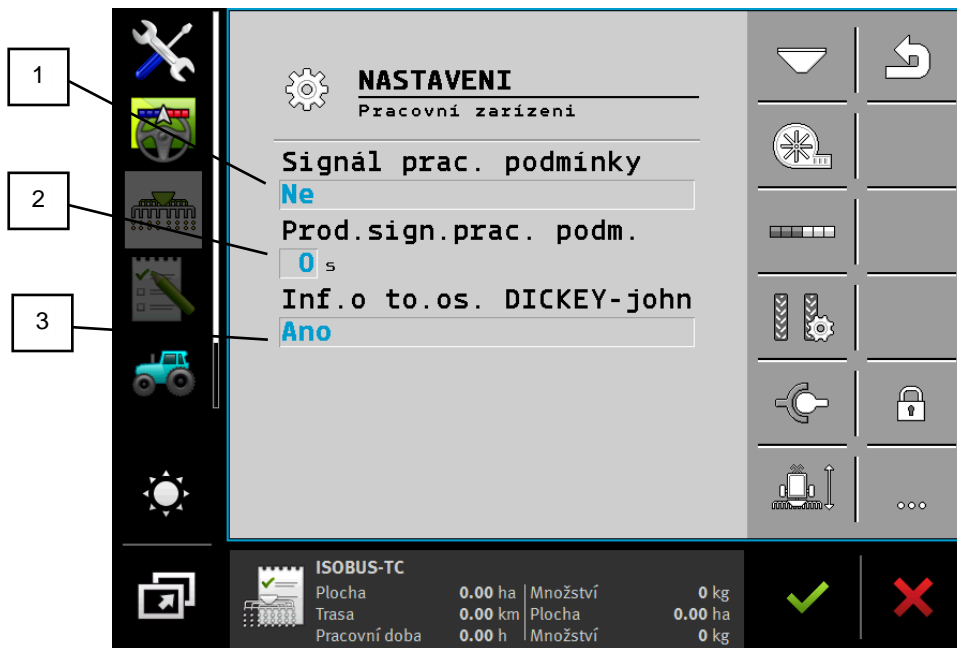 1
2
3
NASTAVENI
Pracovní zarízeni
Signál prac. podmínky
Ne
Prod.sign.prac. podm.
0 s
Inf.o to.os. DICKEY-john
Ano
ISOBUS-TC
Plocha 0.00 ha Množství 0 kg
Trasa 0.00 km Plocha 0.00 ha
Pracovní doba 0.00 h Množství 0 kg